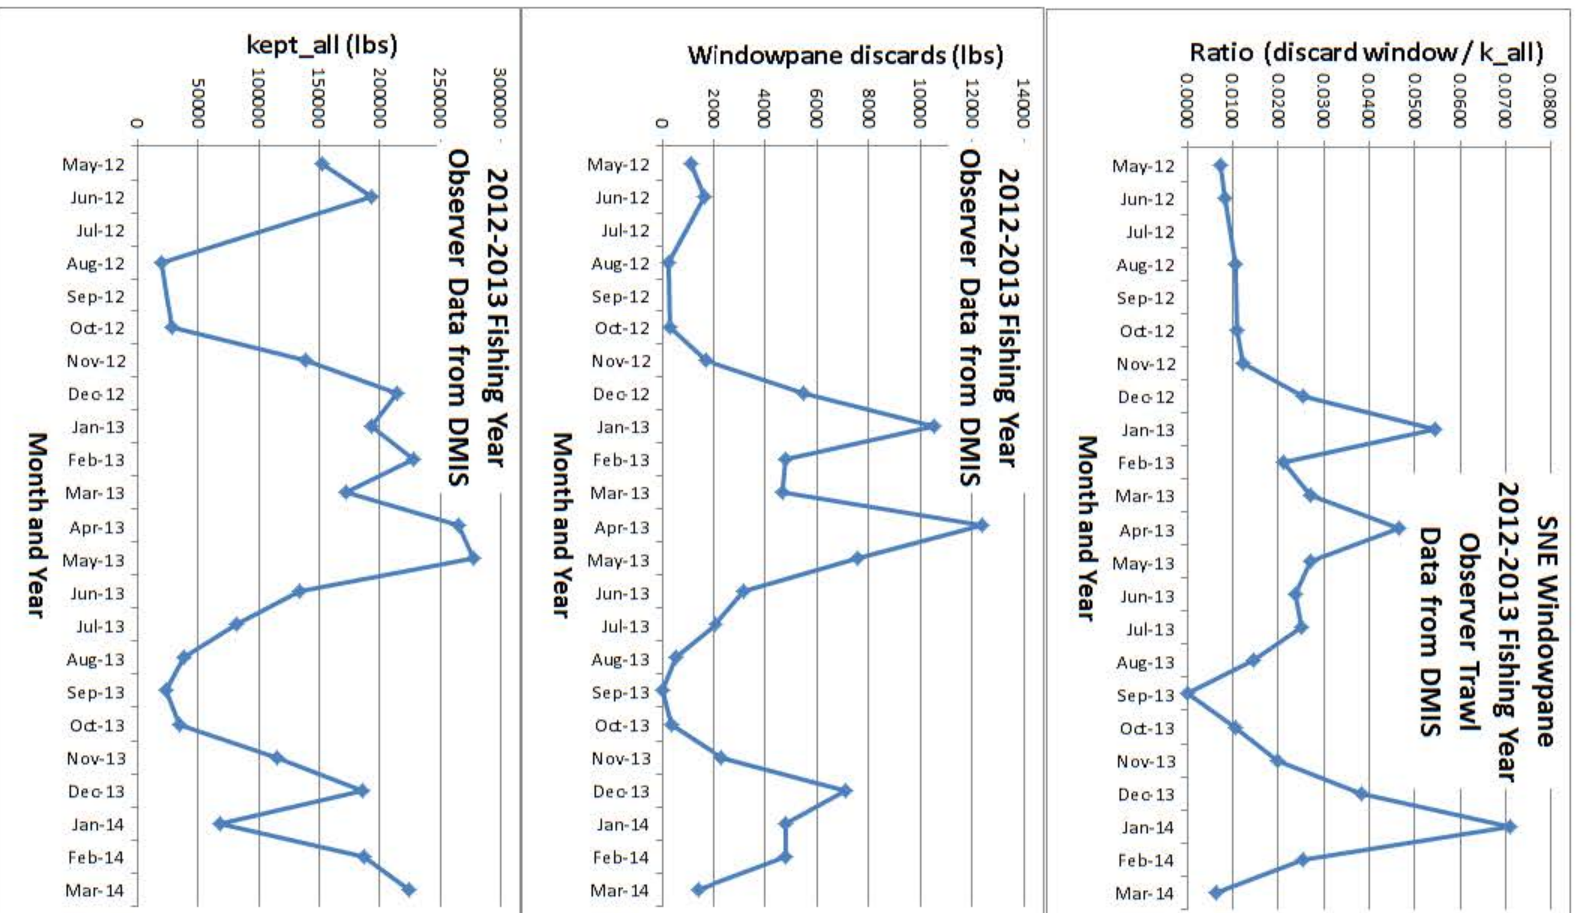 kept_all (lbs)
300000
250000
200000
150000
100000
50000
0
2012-2013 Fishing Year
Observer Data from DMIS
May-12
Jun-12
Jul-12
Aug-12
Sep-12
Oct-12
Nov-12
Dec-12
Jan-13
Feb-13
Mar-13
Apr-13
May-13
Jun-13
Jul-13
Aug-13
Sep-13
Oct-13
Nov-13
Dec-13
Jan-14
Feb-14
Mar-14
Month and Year
Windowpane discards (lbs)
14000
12000
10000
8000
6000
4000
2000
0
2012-2013 Fishing Year
Observer Data from DMIS
May-12
Jun-12
Jul-12
Aug-12
Sep-12
Oct-12
Nov-12
Dec-12
Jan-13
Feb-13
Mar-13
Apr-13
May-13
Jun-13
Jul-13
Aug-13
Sep-13
Oct-13
Nov-13
Dec-13
Jan-14
Feb-14
Mar-14
Month and Year
Ratio (discard window / k_all)
0.0800
0.0700
0.0600
0.0500
0.0400
0.0300
0.0200
0.0100
0.0000
SNE Windowpane
2012-2013 Fishing Year
Observer Trawl
Data from DMIS
May-12
Jun-12
Jul-12
Aug-12
Sep-12
Oct-12
Nov-12
Dec-12
Jan-13
Feb-13
Mar-13
Apr-13
May-13
Jun-13
Jul-13
Aug-13
Sep-13
Oct-13
Nov-13
Dec-13
Jan-14
Feb-14
Mar-14
Month and Year